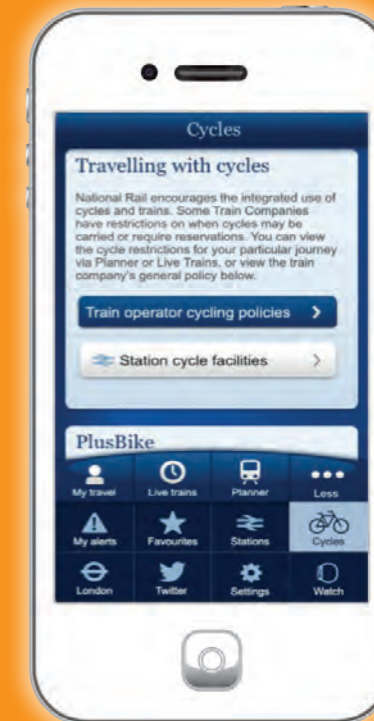 Cycles
Travelling with cycles
National Rail encourages the integrated use of
cycles and trains. Some Train Companies
have restrictions on when cycles may be
carried or require reservations. You can view
the cycle restrictions for your particular journey
via Planner or Live Trains, or view the train
company's general policy below.
Train operator cycling policies
Station cycle facilities
PlusBike
My travel Live trains Planner Less
My alerts Favourites Stations Cycles
London Twitter Settings Watch